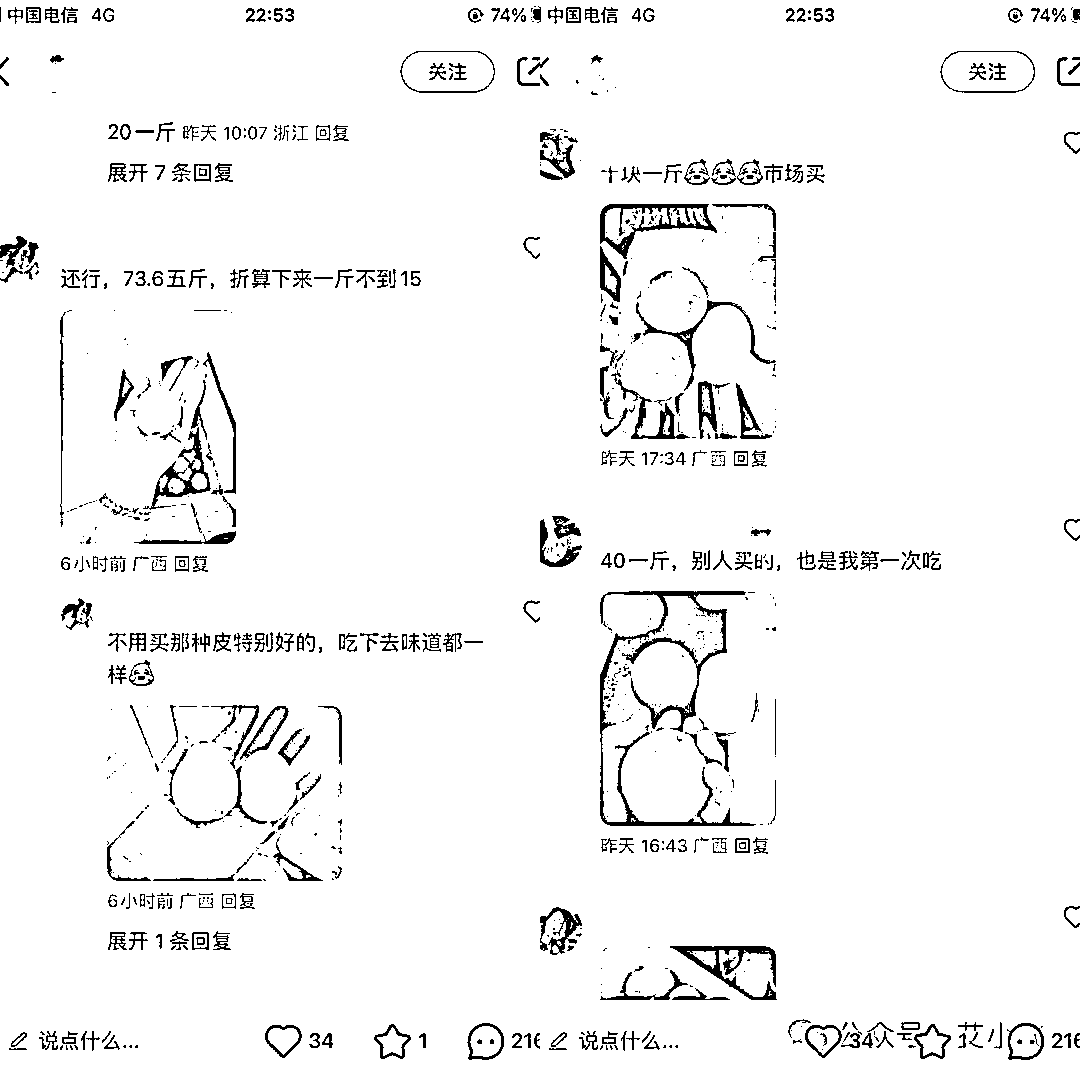 中国电信 4G 22:53 74%
关注
20一斤 昨天 10:07 浙江 回复
展开 7 条回复
还行，73.6五斤，折算下来一斤不到15
6小时前 广西 回复
不用买那种皮特别好的，吃下去味道都一
样
6小时前 广西 回复
展开 1 条回复
说点什么... 34 1 216
中国电信 4G 22:53 74%
关注
十块一斤市场买
昨天 17:34 广西 回复
40一斤，别人买的，也是我第一次吃
昨天 16:43 广西 回复
说点什么... 34 216
公众号 艾小